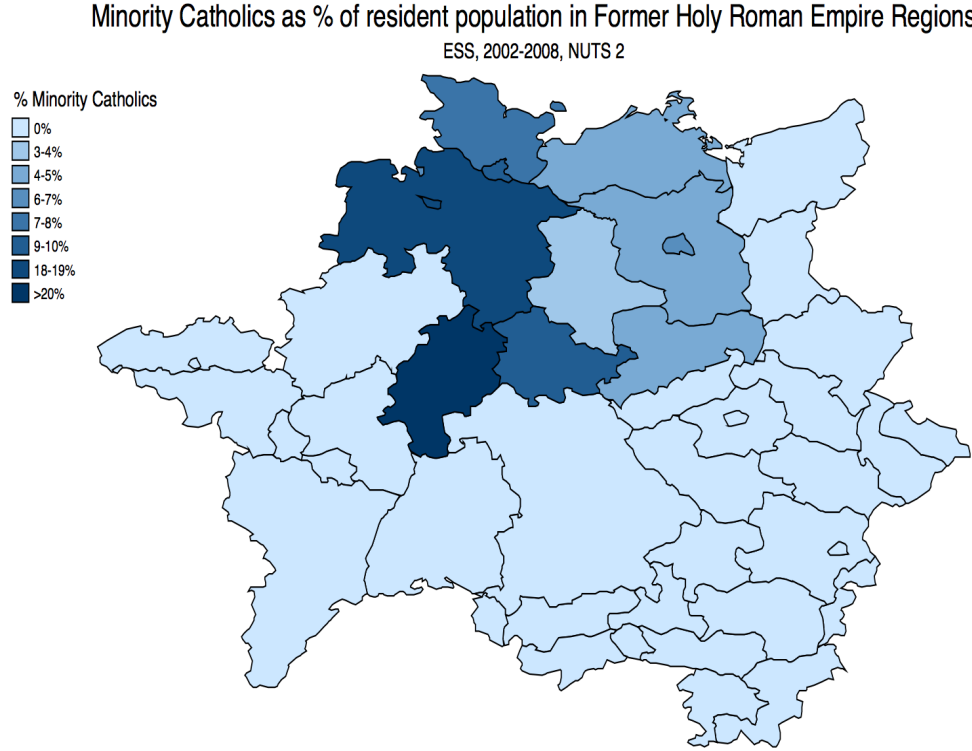 Minority Catholics as % of resident population in Former Holy Roman Empire Regions
ESS, 2002-2008, NUTS 2
% Minority Catholics
0%
3-4%
4-5%
6-7%
7-8%
9-10%
18-19%
>20%